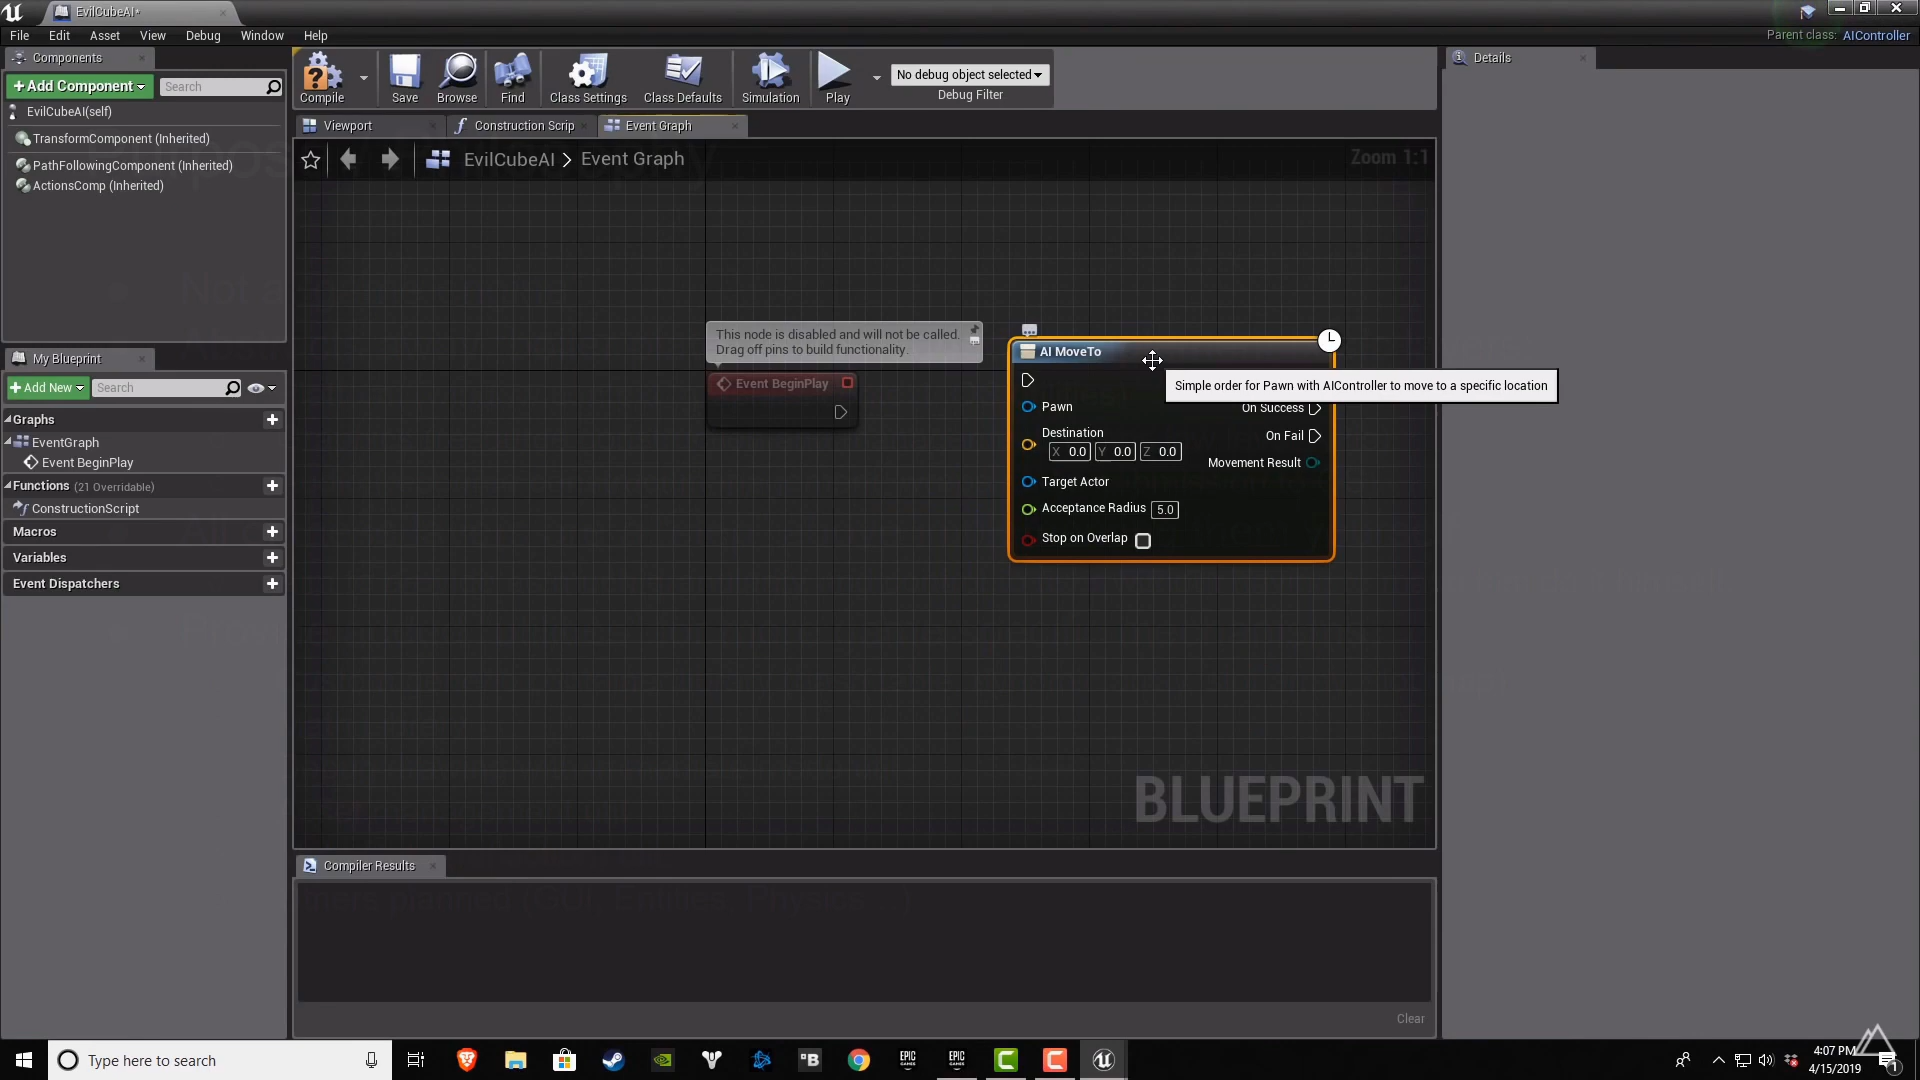 EvilCubeAI*
File Edit Asset View Debug Window Help
Parent class: AIController
Components
+Add Component
Search
EvilCubeAI(self)
TransformComponent (Inherited)
PathFollowingComponent (Inherited)
ActionsComp (Inherited)
My Blueprint
+Add New
Search
Graphs
EventGraph
Event BeginPlay
Functions (21 Overridable)
ConstructionScript
Macros
Variables
Event Dispatchers
Compile
Save
Browse
Find
Class Settings
Class Defaults
Simulation
Play
No debug object selected
Debug Filter
Viewport
Construction Scrip
Event Graph
EvilCubeAI > Event Graph
Zoom 1:1
This node is disabled and will not be called.
Drag off pins to build functionality.
Event BeginPlay
AI MoveTo
Simple order for Pawn with AIController to move to a specific location
Pawn
On Success
Destination
On Fail
X 0.0 Y 0.0 Z 0.0
Movement Result
Target Actor
Acceptance Radius 5.0
Stop on Overlap
BLUEPRINT
Compiler Results
Clear
Details
Type here to search
EPIC GAMES
EPIC GAMES
4:07 PM
4/15/2019
1